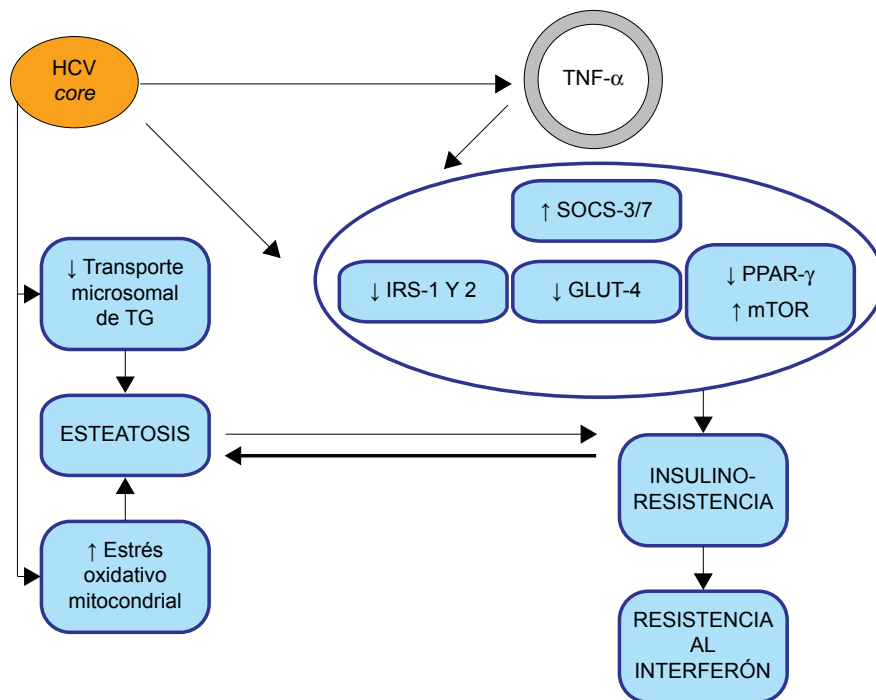 HCV
core
TNF-α
↑ SOCS-3/7
↓ IRS-1 Y 2
↓ GLUT-4
↓ PPAR-γ
↑ mTOR
↓ Transporte
microsomal
de TG
ESTEATOSIS
↑ Estrés
oxidativo
mitocondrial
INSULINO-
RESISTENCIA
RESISTENCIA
AL
INTERFERÓN